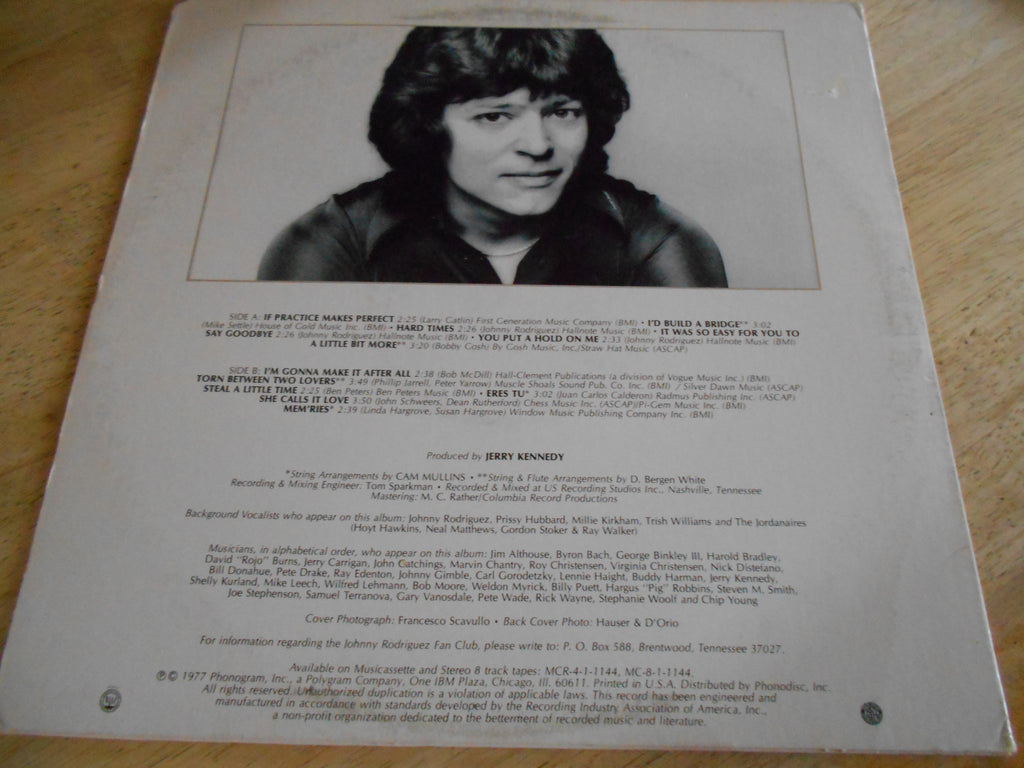 SIDE A: IF PRACTICE MAKES PERFECT 2:25 (Larry Gatlin) First Generation Music Company (BMI) • I'D BUILD A BRIDGE** 3:02
(Mike Settle) House of Gold Music Inc. (BMI) • HARD TIMES 2:26 (Johnny Rodriguez) Hallnote Music (BMI) • IT WAS SO EASY FOR YOU TO
SAY GOODBYE 2:26 (Johnny Rodriguez) Hallnote Music (BMI) • YOU PUT A HOLD ON ME 2:33 (Johnny Rodriguez) Hallnote Music (BMI)
A LITTLE BIT MORE** 3:20 (Bobby Gosh) By Gosh Music, Inc./Straw Hat Music (ASCAP)
SIDE B: I'M GONNA MAKE IT AFTER ALL 2:38 (Bob McDill) Hall-Clement Publications (a division of Vogue Music Inc.) (BMI)
TORN BETWEEN TWO LOVERS** 3:49 (Phillip Jarrell, Peter Yarrow) Muscle Shoals Sound Pub. Co. Inc. (BMI) / Silver Dawn Music (ASCAP)
STEAL A LITTLE TIME 2:25 (Ben Peters) Ben Peters Music (BMI) • ERES TU* 3:02 (Juan Carlos Calderon) Radmus Publishing Inc. (ASCAP)
SHE CALLS IT LOVE 3:50 (John Schweers, Dean Rutherford) Chess Music Inc. (ASCAP)/Pi-Gem Music Inc. (BMI)
MEM'RIES* 2:39 (Linda Hargrove, Susan Hargrove) Window Music Publishing Company Inc. (BMI)
Produced by JERRY KENNEDY
*String Arrangements by CAM MULLINS • **String & Flute Arrangements by D. Bergen White
Recording & Mixing Engineer: Tom Sparkman • Recorded & Mixed at US Recording Studios Inc., Nashville, Tennessee
Mastering: M. C. Rather/Columbia Record Productions
Background Vocalists who appear on this album: Johnny Rodriguez, Prissy Hubbard, Millie Kirkham, Trish Williams and The Jordanaires
(Hoyt Hawkins, Neal Matthews, Gordon Stoker & Ray Walker)
Musicians, in alphabetical order, who appear on this album: Jim Althouse, Byron Bach, George Binkley III, Harold Bradley,
David "Rojo" Burns, Jerry Carrigan, John Catchings, Marvin Chantry, Roy Christensen, Virginia Christensen, Nick Distefano,
Bill Donahue, Pete Drake, Ray Edenton, Johnny Gimble, Carl Gorodetzky, Lennie Haight, Buddy Harman, Jerry Kennedy,
Shelly Kurland, Mike Leech, Wilfred Lehmann, Bob Moore, Weldon Myrick, Billy Puett, Hargus "Pig" Robbins, Steven M. Smith,
Joe Stephenson, Samuel Terranova, Gary Vanosdale, Pete Wade, Rick Wayne, Stephanie Woolf and Chip Young
Cover Photograph: Francesco Scavullo • Back Cover Photo: Hauser & D'Orio
For information regarding the Johnny Rodriguez Fan Club, please write to: P. O. Box 588, Brentwood, Tennessee 37027.
Available on Musicassette and Stereo 8 track tapes: MCR-4-1-1144, MC-8-1-1144.
℗© 1977 Phonogram, Inc., a Polygram Company, One IBM Plaza, Chicago, Ill. 60611. Printed in U.S.A. Distributed by Phonodisc, Inc.
All rights reserved. Unauthorized duplication is a violation of applicable laws. This record has been engineered and
manufactured in accordance with standards developed by the Recording Industry Association of America, Inc.,
a non-profit organization dedicated to the betterment of recorded music and literature.